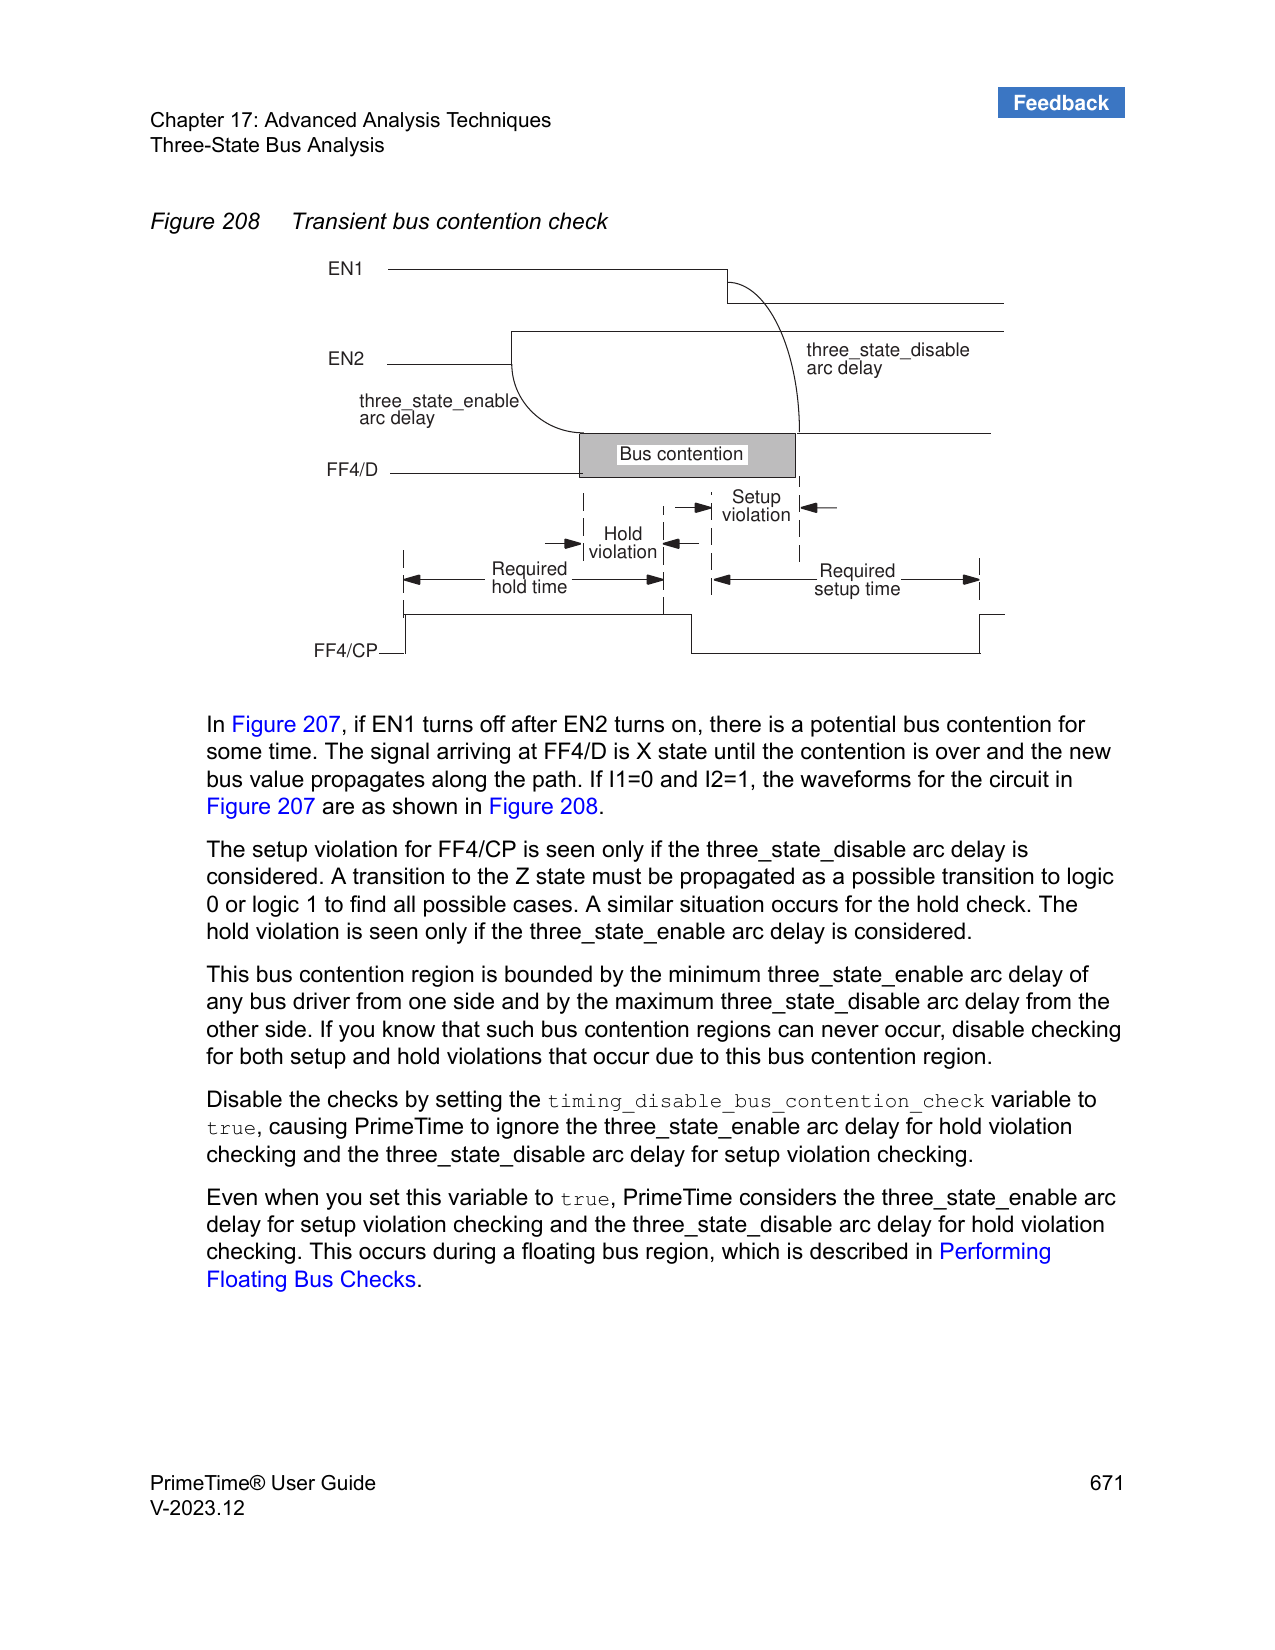 Feedback
Chapter 17: Advanced Analysis Techniques
Three-State Bus Analysis
Figure 208 Transient bus contention check
EN1
EN2
three_state_disable
arc delay
three_state_enable
arc delay
Bus contention
FF4/D
Setup
violation
Hold
violation
Required
hold time
Required
setup time
FF4/CP
In Figure 207, if EN1 turns off after EN2 turns on, there is a potential bus contention for
some time. The signal arriving at FF4/D is X state until the contention is over and the new
bus value propagates along the path. If I1=0 and I2=1, the waveforms for the circuit in
Figure 207 are as shown in Figure 208.
The setup violation for FF4/CP is seen only if the three_state_disable arc delay is
considered. A transition to the Z state must be propagated as a possible transition to logic
0 or logic 1 to find all possible cases. A similar situation occurs for the hold check. The
hold violation is seen only if the three_state_enable arc delay is considered.
This bus contention region is bounded by the minimum three_state_enable arc delay of
any bus driver from one side and by the maximum three_state_disable arc delay from the
other side. If you know that such bus contention regions can never occur, disable checking
for both setup and hold violations that occur due to this bus contention region.
Disable the checks by setting the timing_disable_bus_contention_check variable to
true, causing PrimeTime to ignore the three_state_enable arc delay for hold violation
checking and the three_state_disable arc delay for setup violation checking.
Even when you set this variable to true, PrimeTime considers the three_state_enable arc
delay for setup violation checking and the three_state_disable arc delay for hold violation
checking. This occurs during a floating bus region, which is described in Performing
Floating Bus Checks.
PrimeTime® User Guide
671
V-2023.12